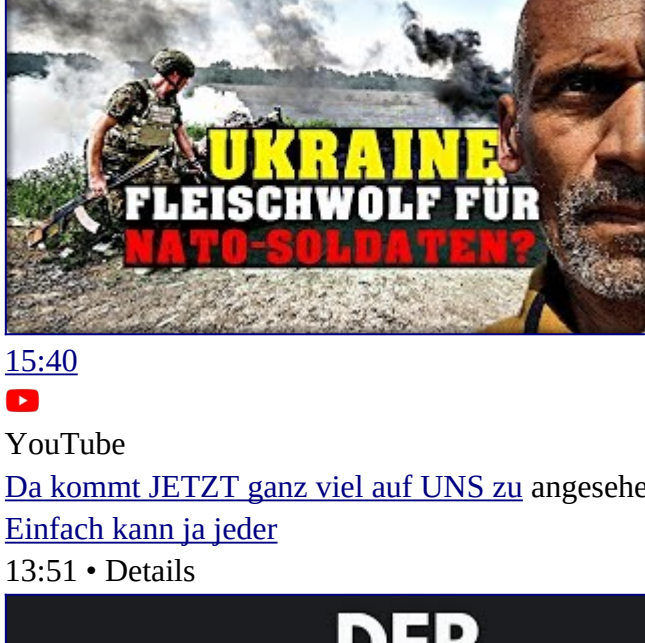 UKRAINE
FLEISCHWOLF FÜR
NATO-SOLDATEN?
15:40
YouTube
Da kommt JETZT ganz viel auf UNS zu angesehe
Einfach kann ja jeder
13:51 • Details
DER